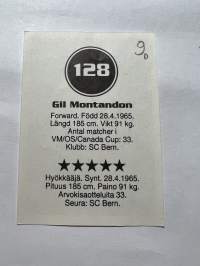 128
9D
Gil Montandon
Forward. Född 28.4.1965.
Längd 185 cm. Vikt 91 kg.
Antal matcher i
VM/OS/Canada Cup: 33.
Klubb: SC Bern.
★★★★★
Hyökkääjä. Synt. 28.4.1965.
Pituus 185 cm. Paino 91 kg.
Arvokisaotteluita 33.
Seura: SC Bern.